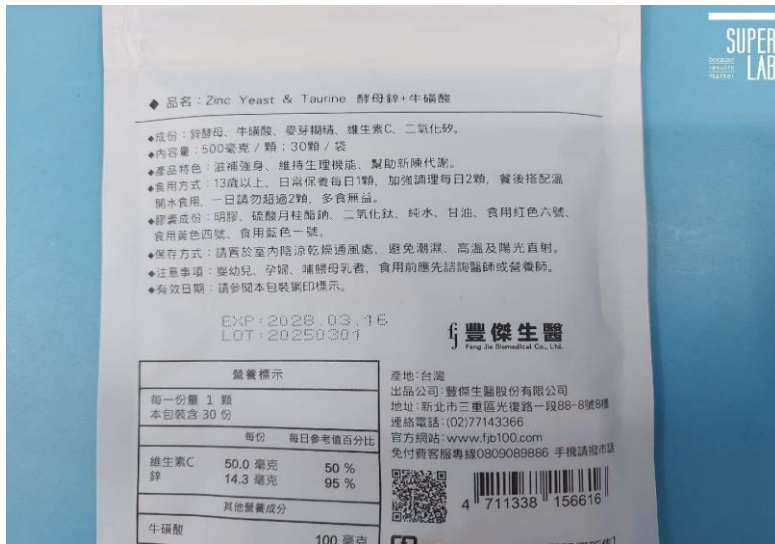 SUPER
LAB
because
results
matter
◆ 品名：Zinc Yeast & Taurine 酵母鋅+牛磺酸
◆成份：鋅酵母、牛磺酸、麥芽糊精、維生素C、二氧化矽。
◆內容量：500毫克 / 顆；30顆 / 袋
◆產品特色：滋補強身、維持生理機能、幫助新陳代謝。
◆食用方式：13歲以上，日常保養每日1顆，加強調理每日2顆，餐後搭配溫
開水食用，一日請勿超過2顆，多食無益。
◆膠囊成份：明膠、硫酸月桂酯鈉、二氧化鈦、純水、甘油、食用紅色六號、
食用黃色四號、食用藍色一號。
◆保存方式：請置於室內陰涼乾燥通風處，避免潮濕、高溫及陽光直射。
◆注意事項：嬰幼兒、孕婦、哺餵母乳者，食用前應先諮詢醫師或營養師。
◆有效日期：請參閱本包裝鋼印標示。
EXP:2028.03.16
LOT:20250301
fj 豐傑生醫
Feng Jie Biomedical Co., Ltd.
營養標示
每一份量 1 顆
本包裝含 30 份
每份 每日參考值百分比
維生素C 50.0 毫克 50 %
鋅 14.3 毫克 95 %
其他營養成分
牛磺酸 100 毫克
產地：台灣
出品公司：豐傑生醫股份有限公司
地址：新北市三重區光復路一段88-8號8樓
連絡電話：(02)77143366
官方網站：www.fjb100.com
免付費客服專線0809089886 手機請撥市話
4 711338 156616